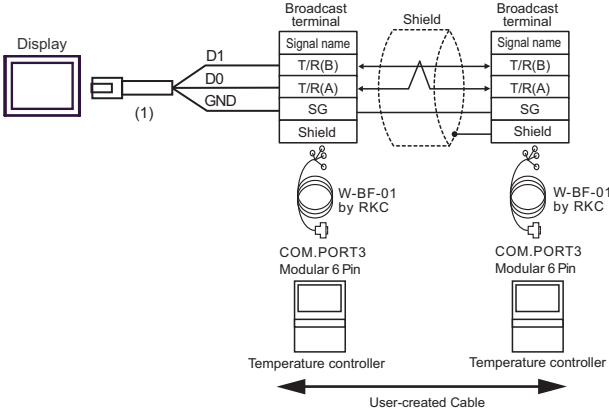 Display
(1)
D1
D0
GND
Broadcast
terminal
Signal name
T/R(B)
T/R(A)
SG
Shield
Shield
Broadcast
terminal
Signal name
T/R(B)
T/R(A)
SG
Shield
W-BF-01
by RKC
W-BF-01
by RKC
COM.PORT3
Modular 6 Pin
COM.PORT3
Modular 6 Pin
Temperature controller
Temperature controller
User-created Cable